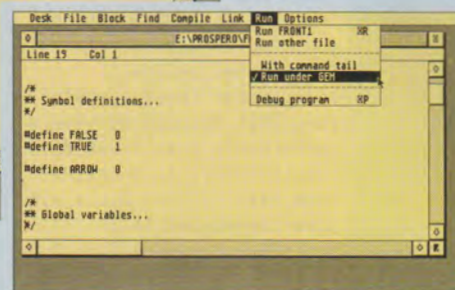 Desk File Block Find Compile Link Run Options
E:\PROSPERO\F
Run FRONT1 ⌘R
Run other file
With command tail
✓ Run under GEM
Debug program ⌘P
Line 19 Col 1
/*
** Symbol definitions...
*/
#define FALSE 0
#define TRUE 1
#define ARROW 0
/*
** Global variables...
*/